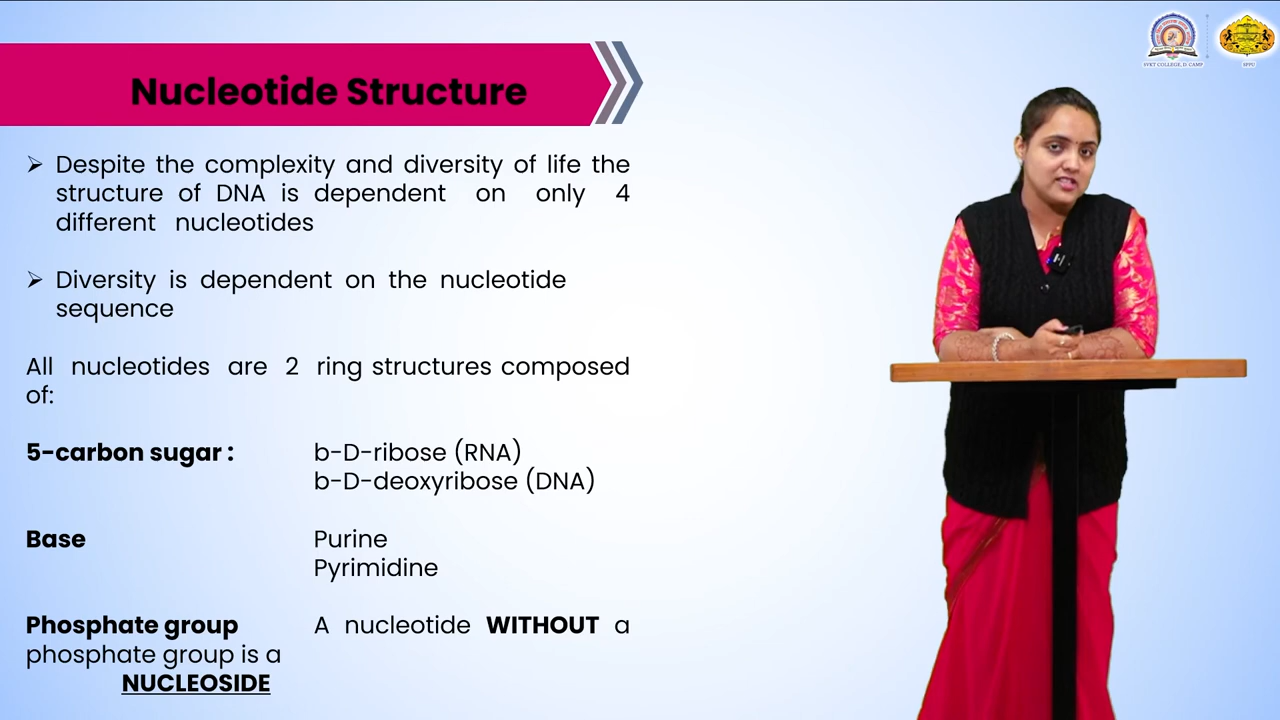 Nucleotide Structure
Despite the complexity and diversity of life the
structure of DNA is dependent on only 4
different nucleotides
Diversity is dependent on the nucleotide
sequence
All nucleotides are 2 ring structures composed
of:
5-carbon sugar : b-D-ribose (RNA)
b-D-deoxyribose (DNA)
Base Purine
Pyrimidine
Phosphate group A nucleotide WITHOUT a
phosphate group is a
NUCLEOSIDE
SPPU